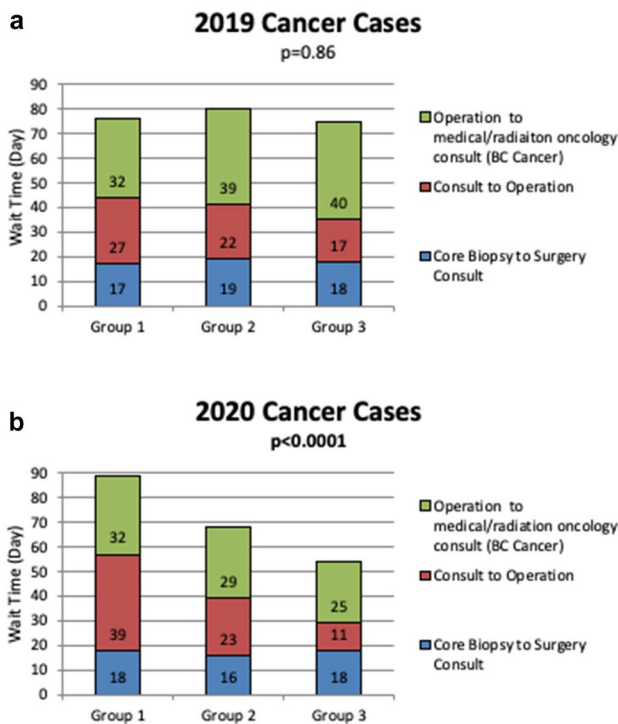 a
2019 Cancer Cases
p=0.86
Wait Time (Day)
90
80
70
60
50
40
30
20
10
0
32
39
40
27
22
17
17
19
18
Group 1
Group 2
Group 3
Operation to
medical/radiaiton oncology
consult (BC Cancer)
Consult to Operation
Core Biopsy to Surgery
Consult
b
2020 Cancer Cases
p<0.0001
Wait Time (Day)
90
80
70
60
50
40
30
20
10
0
32
29
25
39
23
11
18
16
18
Group 1
Group 2
Group 3
Operation to
medical/radiation oncology
consult (BC Cancer)
Consult to Operation
Core Biopsy to Surgery
Consult